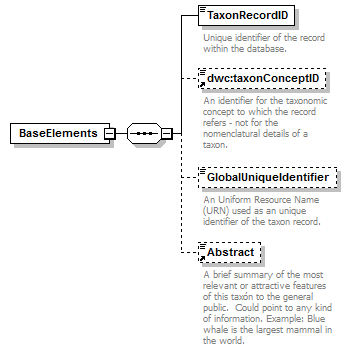 TaxonRecordID
Unique identifier of the record
within the database.
dwc:taxonConceptID
An identifier for the taxonomic
concept to which the record
refers - not for the
nomenclatural details of a
taxon.
BaseElements
GlobalUniqueIdentifier
An Uniform Resource Name
(URN) used as an unique
identifier of the taxon record.
Abstract
A brief summary of the most
relevant or attractive features
of this taxon to the general
public.  Could point to any kind
of information. Example: Blue
whale is the largest mammal in
the world.